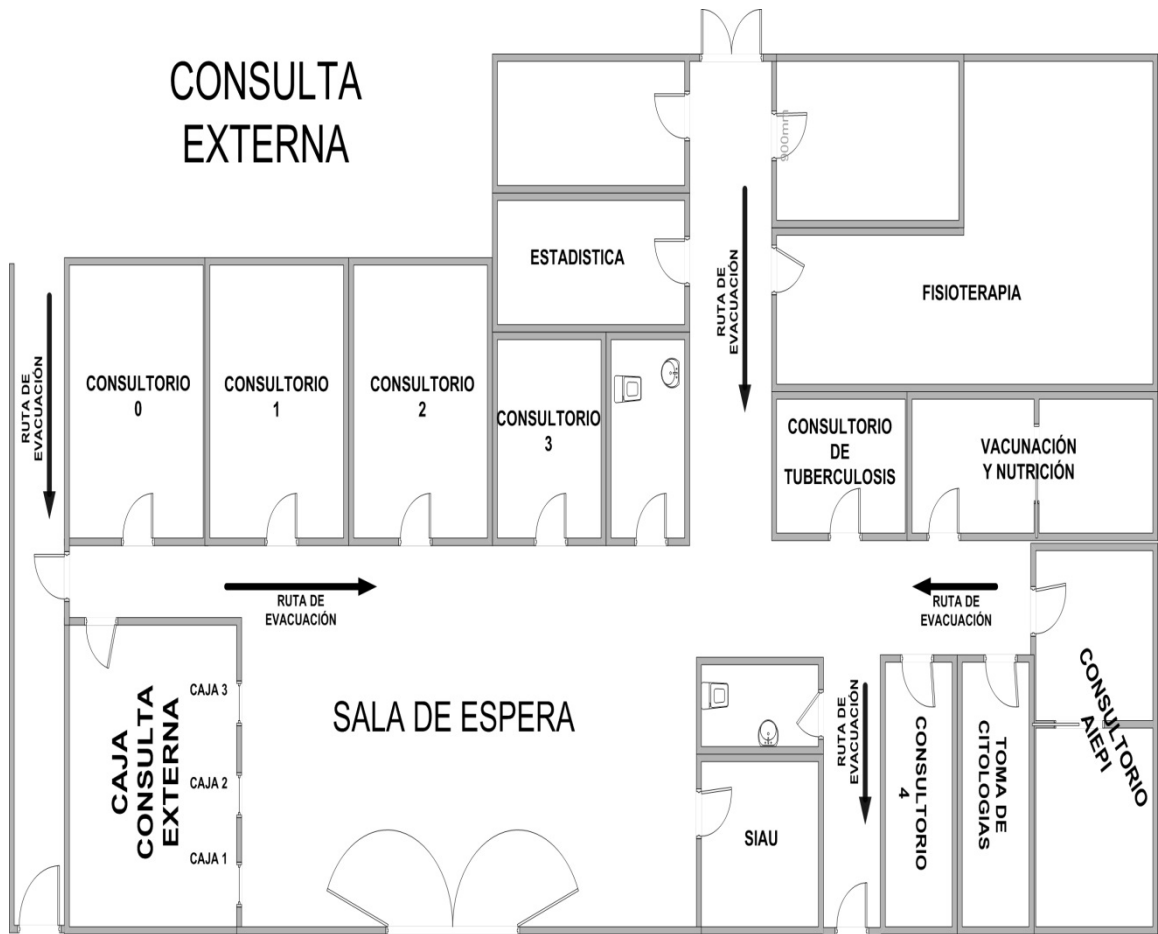 CONSULTA
EXTERNA
900mm
ESTADISTICA
RUTA DE
EVACUACIÓN
FISIOTERAPIA
RUTA DE
EVACUACIÓN
CONSULTORIO
0
CONSULTORIO
1
CONSULTORIO
2
CONSULTORIO
3
CONSULTORIO
DE
TUBERCULOSIS
VACUNACIÓN
Y NUTRICIÓN
RUTA DE
EVACUACIÓN
RUTA DE
EVACUACIÓN
CAJA
CONSULTA
EXTERNA
CAJA 3
CAJA 2
CAJA 1
SALA DE ESPERA
SIAU
RUTA DE
EVACUACIÓN
CONSULTORIO
4
TOMA DE
CITOLOGIAS
CONSULTORIO
AIEPI